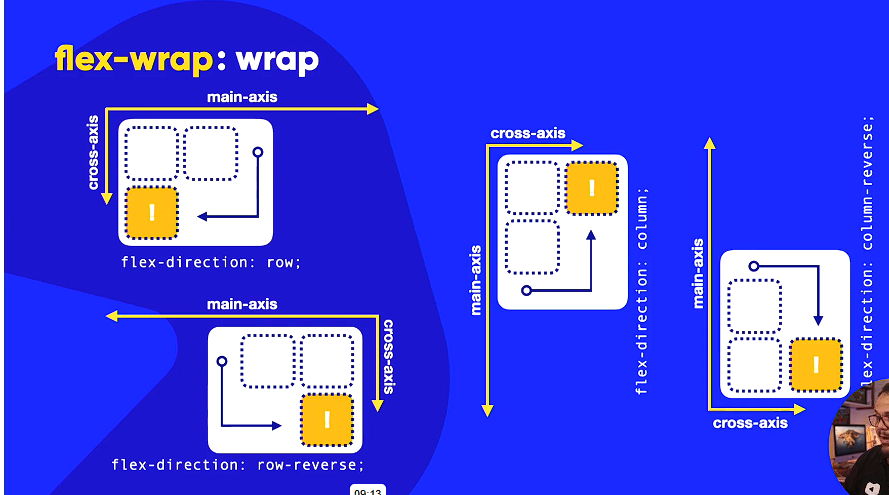 flex-wrap: wrap
main-axis
cross-axis
!
flex-direction: row;
main-axis
cross-axis
!
flex-direction: row-reverse;
cross-axis
main-axis
!
flex-direction: column;
main-axis
!
cross-axis
lex-direction: column-reverse;
09:13